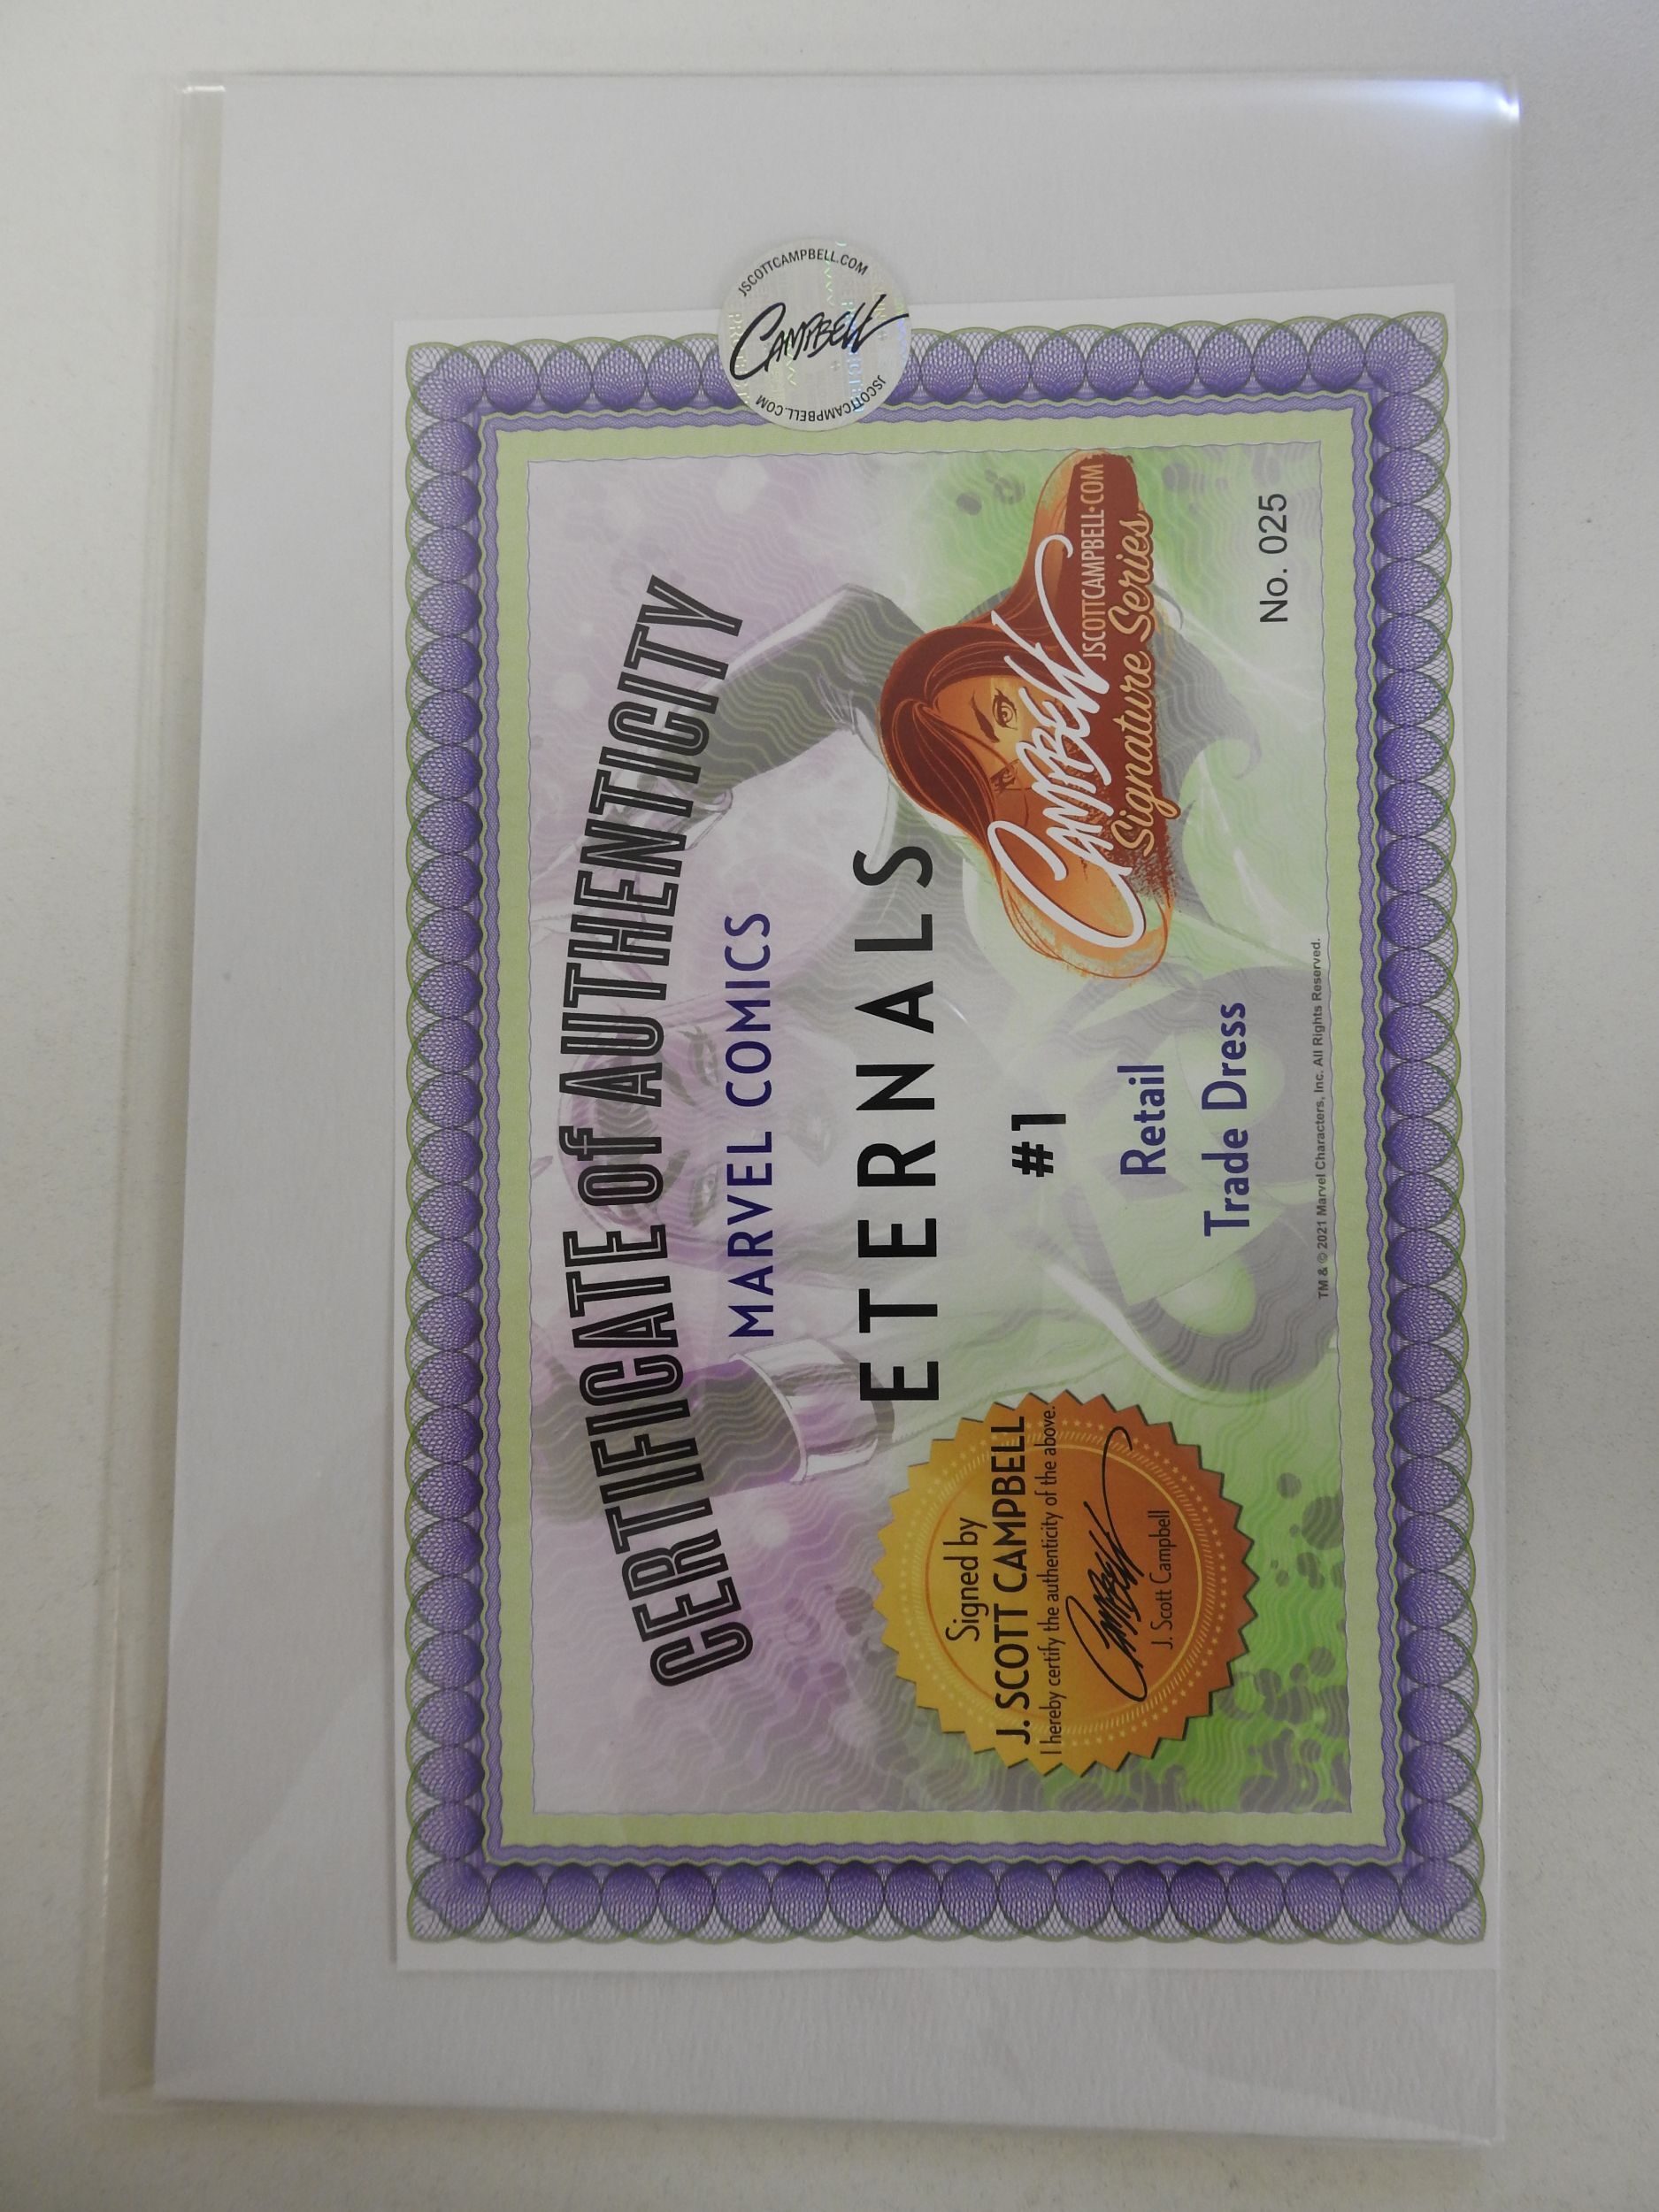 JSCOTTCAMPBELL.COM
CAMPBELL
JSCOTTCAMPBELL.COM
CERTIFICATE of AUTHENTICITY
MARVEL COMICS
ETERNALS
#1
Retail
Trade Dress
Signed by
J. SCOTT CAMPBELL
I hereby certify the authenticity of the above.
CAMPBELL
J. Scott Campbell
CAMPBELL
JSCOTTCAMPBELL·COM
Signature Series
No. 025
TM & © 2021 Marvel Characters, Inc. All Rights Reserved.